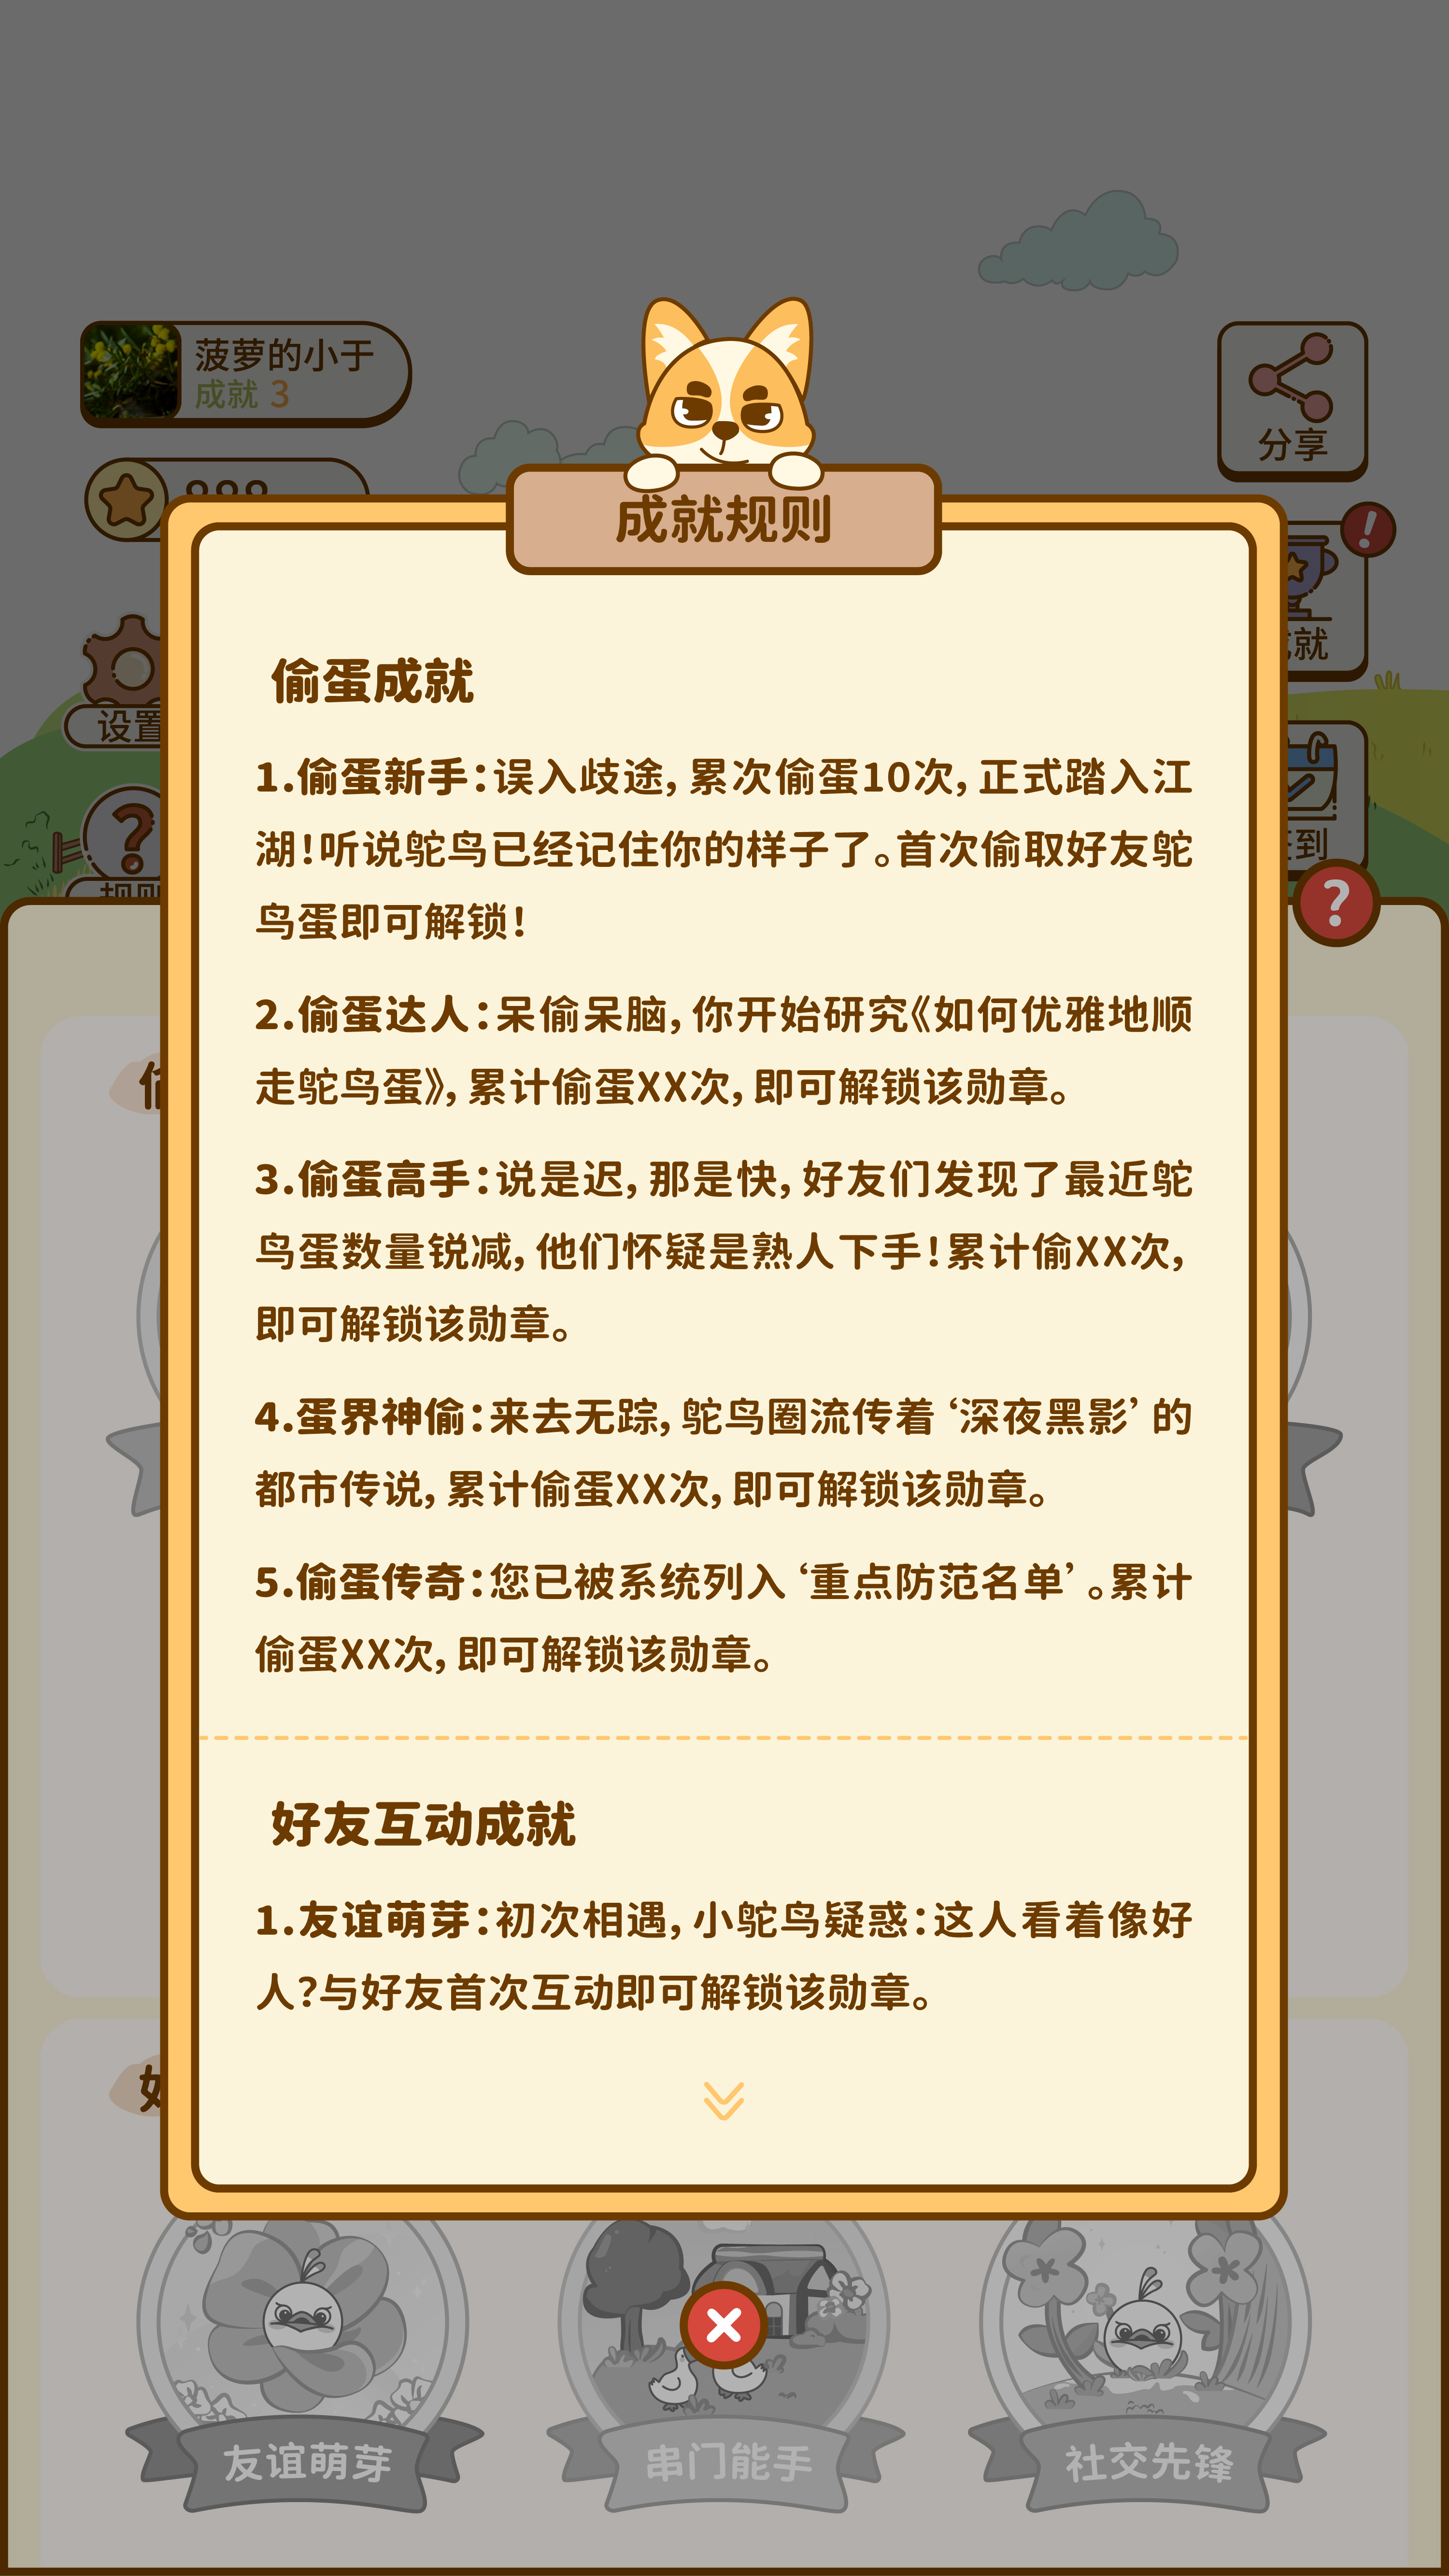 菠萝的小于
成就 3
分享
成就规则
就
设置
到
偷蛋成就
1.偷蛋新手：误入歧途，累次偷蛋10次，正式踏入江
湖！听说鸵鸟已经记住你的样子了。首次偷取好友鸵
鸟蛋即可解锁！
2.偷蛋达人：呆偷呆脑，你开始研究《如何优雅地顺
走鸵鸟蛋》，累计偷蛋XX次，即可解锁该勋章。
3.偷蛋高手：说是迟，那是快，好友们发现了最近鸵
鸟蛋数量锐减，他们怀疑是熟人下手！累计偷XX次，
即可解锁该勋章。
4.蛋界神偷：来去无踪，鸵鸟圈流传着‘深夜黑影’的
都市传说，累计偷蛋XX次，即可解锁该勋章。
5.偷蛋传奇：您已被系统列入‘重点防范名单’。累计
偷蛋XX次，即可解锁该勋章。
好友互动成就
1.友谊萌芽：初次相遇，小鸵鸟疑惑：这人看着像好
人？与好友首次互动即可解锁该勋章。
友谊萌芽
串门能手
社交先锋